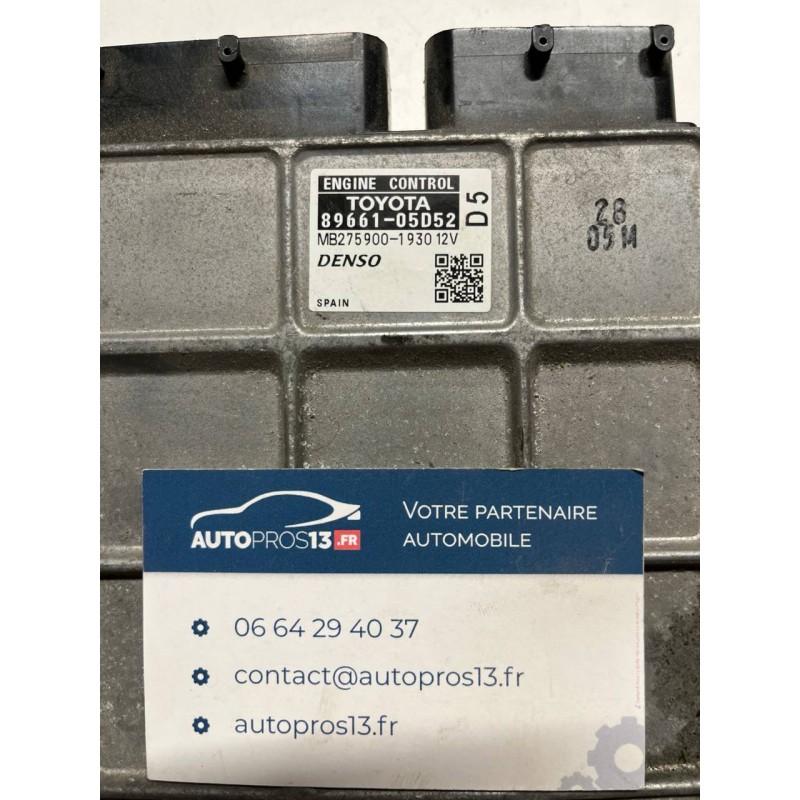 ENGINE CONTROL
TOYOTA
89661-05D52
D5
MB275900-1930 12V
DENSO
SPAIN
28
05M
AUTOPROS13.FR
VOTRE PARTENAIRE
AUTOMOBILE
06 64 29 40 37
contact@autopros13.fr
autopros13.fr